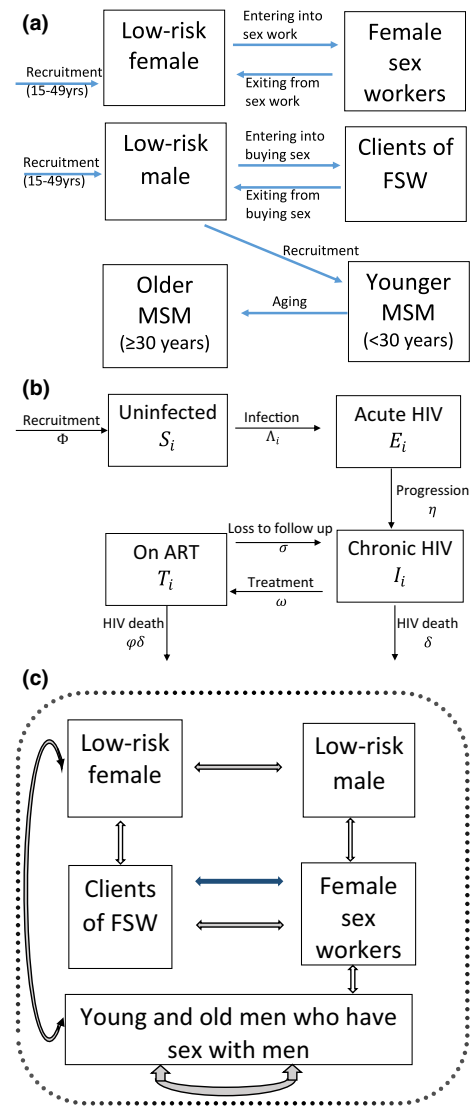 (a)
Low-risk
female
Entering into
sex work
Female
sex
workers
Recruitment
(15-49yrs)
Exiting from
sex work
Low-risk
male
Entering into
buying sex
Clients of
FSW
Recruitment
(15-49yrs)
Exiting from
buying sex
Recruitment
Older
MSM
(≥30 years)
Aging
Younger
MSM
(<30 years)
(b)
Recruitment
Φ
Uninfected
S_i
Infection
Λ_i
Acute HIV
E_i
Progression
η
On ART
T_i
Loss to follow up
σ
Treatment
ω
Chronic HIV
I_i
HIV death
φδ
HIV death
δ
(c)
Low-risk
female
Low-risk
male
Clients
of FSW
Female
sex
workers
Young and old men who have
sex with men